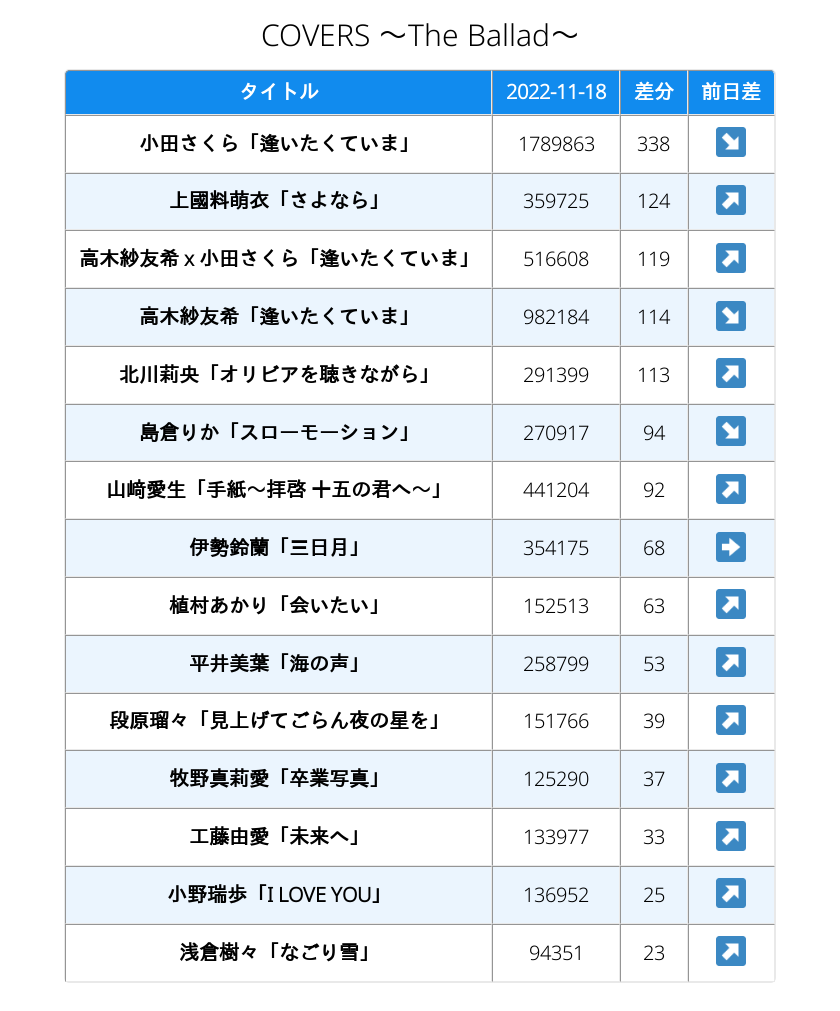 COVERS ～The Ballad～
タイトル 2022-11-18 差分 前日差
小田さくら「逢いたくていま」 1789863 338 ↘
上國料萌衣「さよなら」 359725 124 ↗
高木紗友希 x 小田さくら「逢いたくていま」 516608 119 ↗
高木紗友希「逢いたくていま」 982184 114 ↘
北川莉央「オリビアを聴きながら」 291399 113 ↗
島倉りか「スローモーション」 270917 94 ↘
山﨑愛生「手紙～拝啓 十五の君へ～」 441204 92 ↗
伊勢鈴蘭「三日月」 354175 68 ➡
植村あかり「会いたい」 152513 63 ↗
平井美葉「海の声」 258799 53 ↗
段原瑠々「見上げてごらん夜の星を」 151766 39 ↗
牧野真莉愛「卒業写真」 125290 37 ↗
工藤由愛「未来へ」 133977 33 ↗
小野瑞歩「I LOVE YOU」 136952 25 ↗
浅倉樹々「なごり雪」 94351 23 ↗